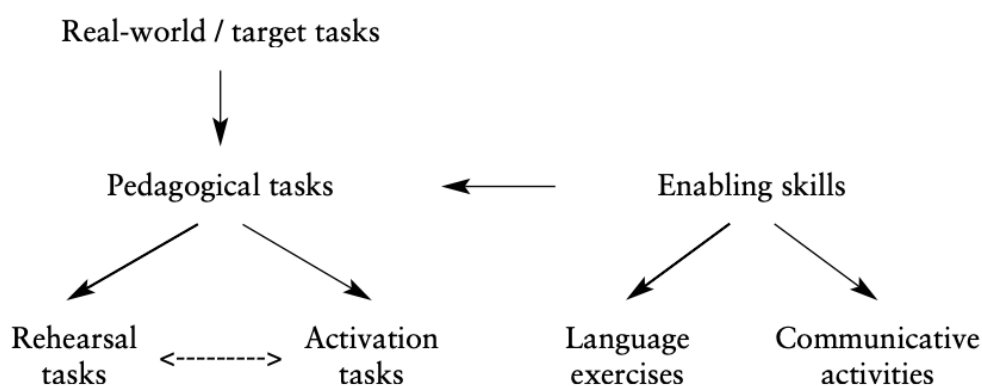 Real-world / target tasks
Pedagogical tasks
Enabling skills
Rehearsal
tasks
<--------->
Activation
tasks
Language
exercises
Communicative
activities